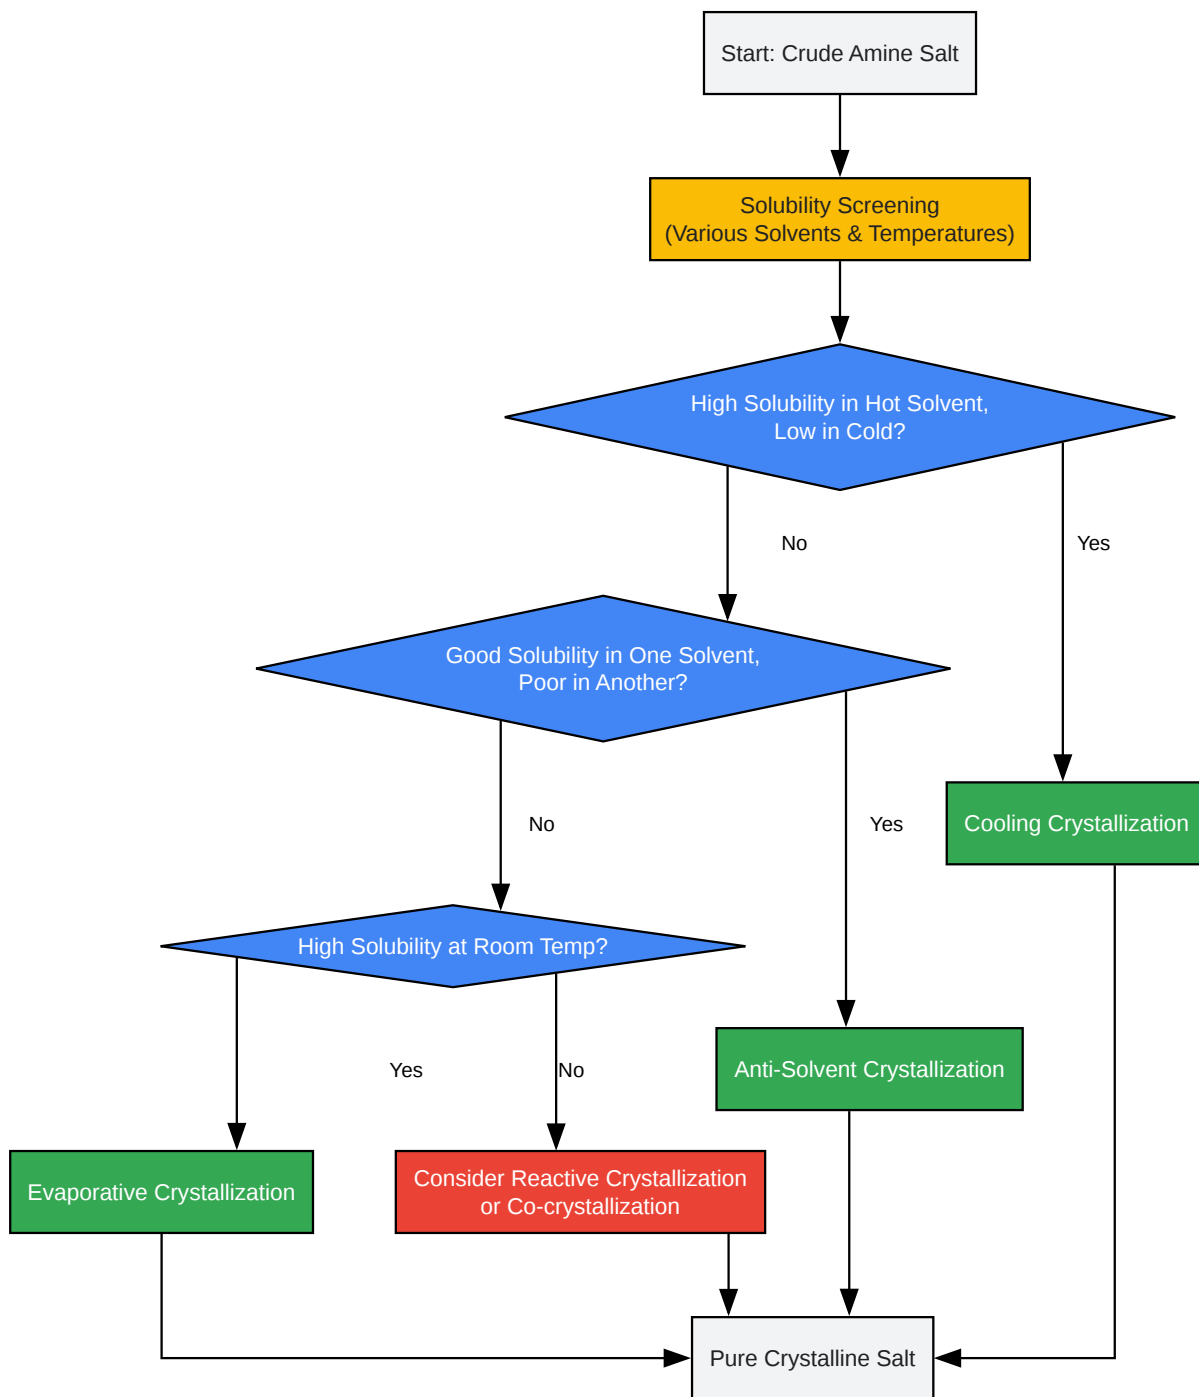 Start: Crude Amine Salt
Solubility Screening
(Various Solvents & Temperatures)
High Solubility in Hot Solvent,
Low in Cold?
No
Yes
Good Solubility in One Solvent,
Poor in Another?
No
Yes
Cooling Crystallization
High Solubility at Room Temp?
Yes
No
Anti-Solvent Crystallization
Evaporative Crystallization
Consider Reactive Crystallization
or Co-crystallization
Pure Crystalline Salt